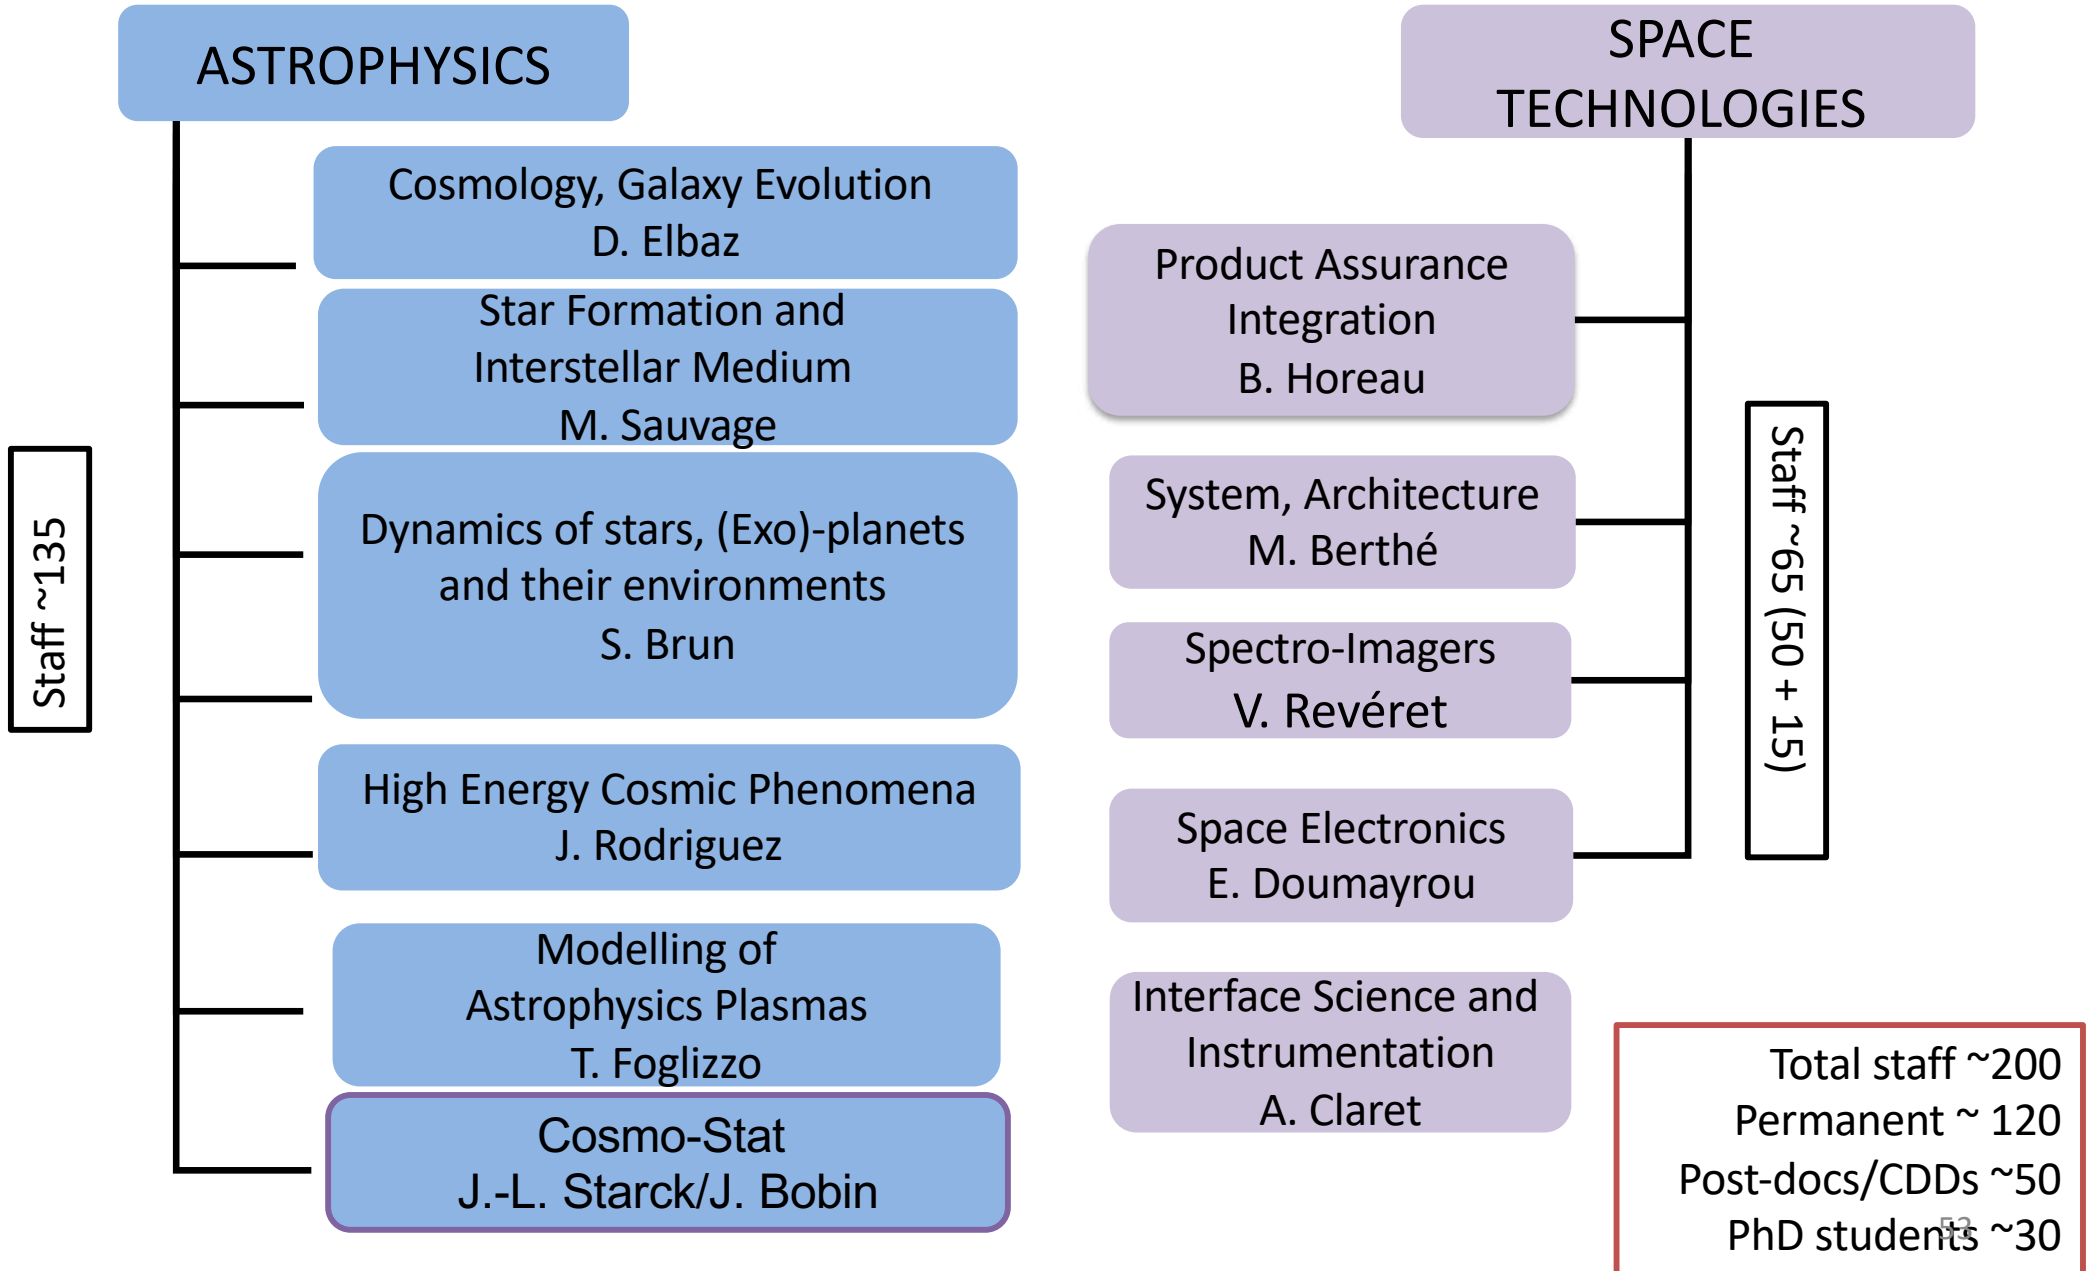 ASTROPHYSICS
Cosmology, Galaxy Evolution
D. Elbaz
Star Formation and
Interstellar Medium
M. Sauvage
Dynamics of stars, (Exo)-planets
and their environments
S. Brun
High Energy Cosmic Phenomena
J. Rodriguez
Modelling of
Astrophysics Plasmas
T. Foglizzo
Cosmo-Stat
J.-L. Starck/J. Bobin
Staff ~135
SPACE
TECHNOLOGIES
Product Assurance
Integration
B. Horeau
System, Architecture
M. Berthé
Spectro-Imagers
V. Revéret
Space Electronics
E. Doumayrou
Interface Science and
Instrumentation
A. Claret
Staff ~65 (50 + 15)
Total staff ~200
Permanent ~ 120
Post-docs/CDDs ~50
PhD students ~30
53